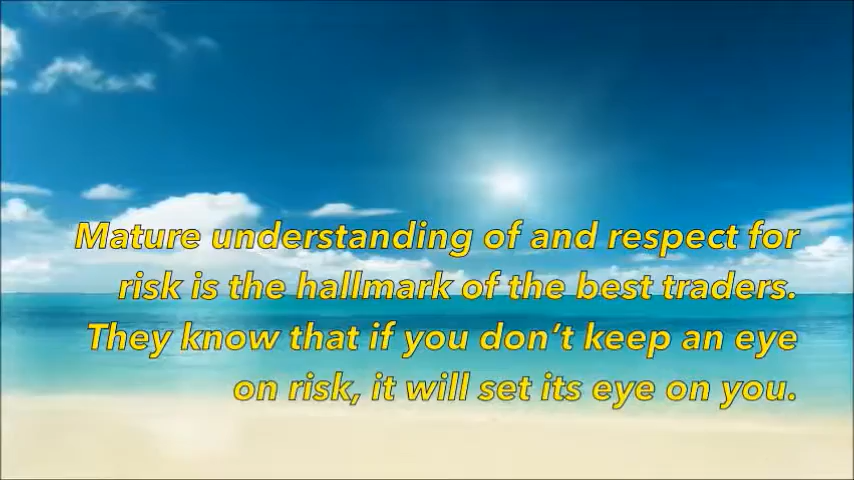 Mature understanding of and respect for
risk is the hallmark of the best traders.
They know that if you don’t keep an eye
on risk, it will set its eye on you.